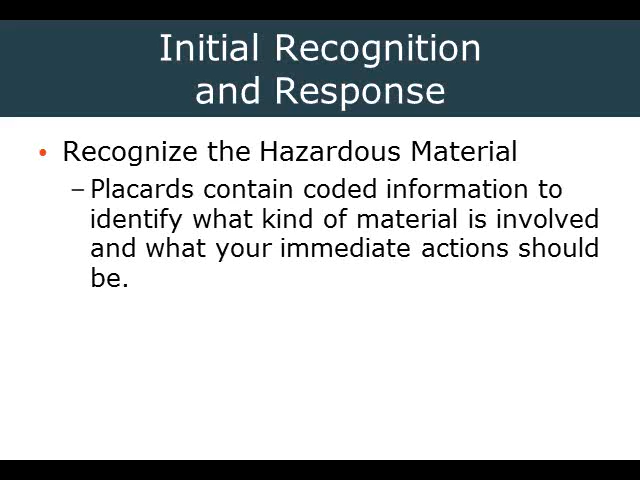 Initial Recognition
and Response
• Recognize the Hazardous Material
– Placards contain coded information to
identify what kind of material is involved
and what your immediate actions should
be.